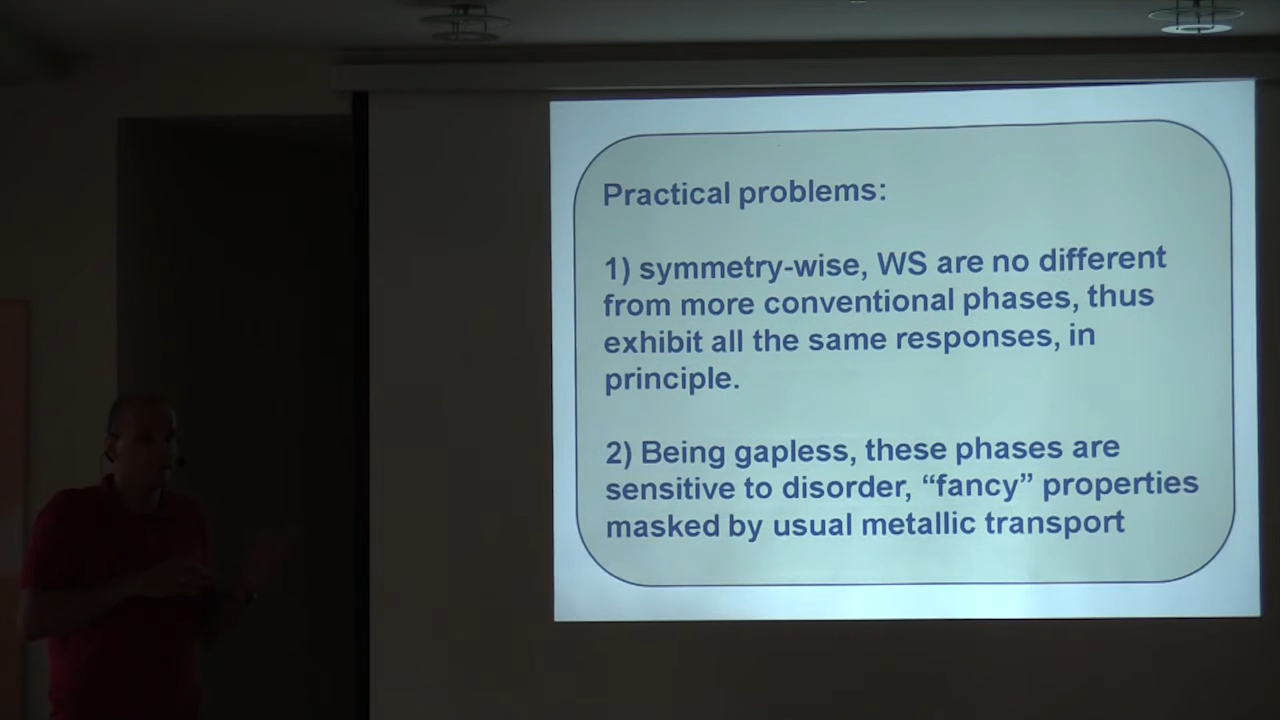 Practical problems:
1) symmetry-wise, WS are no different
from more conventional phases, thus
exhibit all the same responses, in
principle.
2) Being gapless, these phases are
sensitive to disorder, “fancy” properties
masked by usual metallic transport